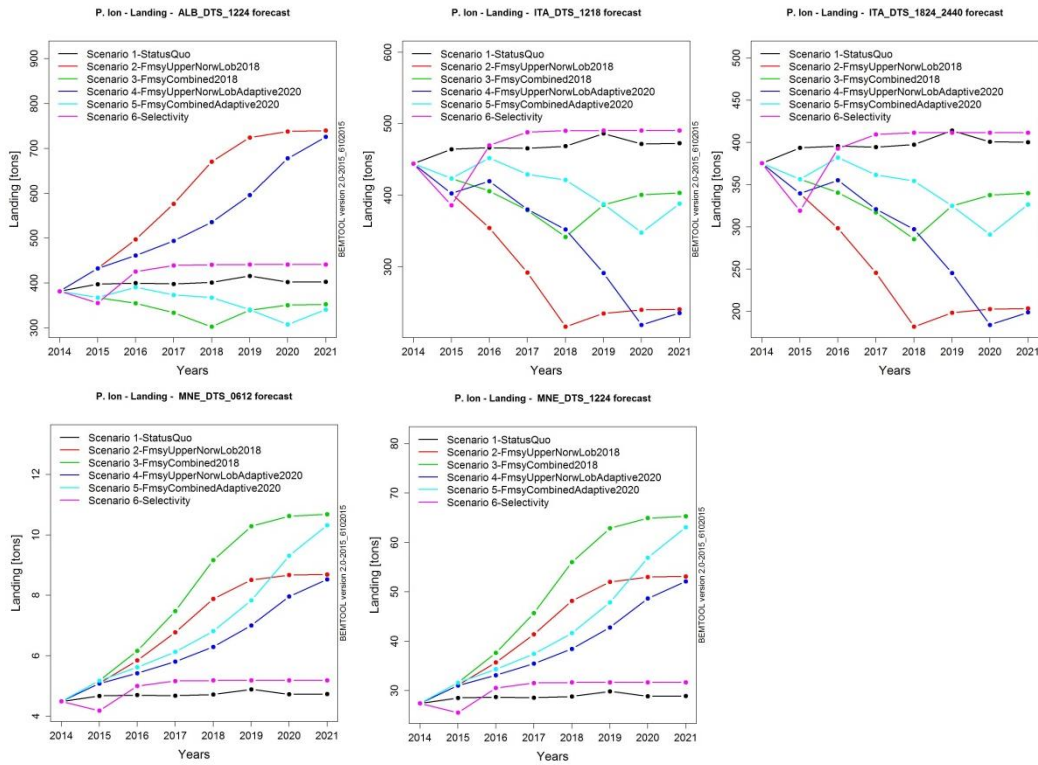 P. lon - Landing - ALB_DTS_1224 forecast
Landing [tons]
900
800
700
600
500
400
300
Scenario 1-StatusQuo
Scenario 2-FmsyUpperNorwLob2018
Scenario 3-FmsyCombined2018
Scenario 4-FmsyUpperNorwLobAdaptive2020
Scenario 5-FmsyCombinedAdaptive2020
Scenario 6-Selectivity
BEMTOOL version 2.0-2015_6102015
2014 2015 2016 2017 2018 2019 2020 2021
Years
P. lon - Landing - ITA_DTS_1218 forecast
Landing [tons]
600
500
400
300
Scenario 1-StatusQuo
Scenario 2-FmsyUpperNorwLob2018
Scenario 3-FmsyCombined2018
Scenario 4-FmsyUpperNorwLobAdaptive2020
Scenario 5-FmsyCombinedAdaptive2020
Scenario 6-Selectivity
BEMTOOL version 2.0-2015_6102015
2014 2015 2016 2017 2018 2019 2020 2021
Years
P. lon - Landing - ITA_DTS_1824_2440 forecast
Landing [tons]
500
450
400
350
300
250
200
Scenario 1-StatusQuo
Scenario 2-FmsyUpperNorwLob2018
Scenario 3-FmsyCombined2018
Scenario 4-FmsyUpperNorwLobAdaptive2020
Scenario 5-FmsyCombinedAdaptive2020
Scenario 6-Selectivity
BEMTOOL version 2.0-2015_6102015
2014 2015 2016 2017 2018 2019 2020 2021
Years
P. lon - Landing - MNE_DTS_0612 forecast
Landing [tons]
12
10
8
6
4
Scenario 1-StatusQuo
Scenario 2-FmsyUpperNorwLob2018
Scenario 3-FmsyCombined2018
Scenario 4-FmsyUpperNorwLobAdaptive2020
Scenario 5-FmsyCombinedAdaptive2020
Scenario 6-Selectivity
BEMTOOL version 2.0-2015_6102015
2014 2015 2016 2017 2018 2019 2020 2021
Years
P. lon - Landing - MNE_DTS_1224 forecast
Landing [tons]
80
70
60
50
40
30
Scenario 1-StatusQuo
Scenario 2-FmsyUpperNorwLob2018
Scenario 3-FmsyCombined2018
Scenario 4-FmsyUpperNorwLobAdaptive2020
Scenario 5-FmsyCombinedAdaptive2020
Scenario 6-Selectivity
BEMTOOL version 2.0-2015_6102015
2014 2015 2016 2017 2018 2019 2020 2021
Years